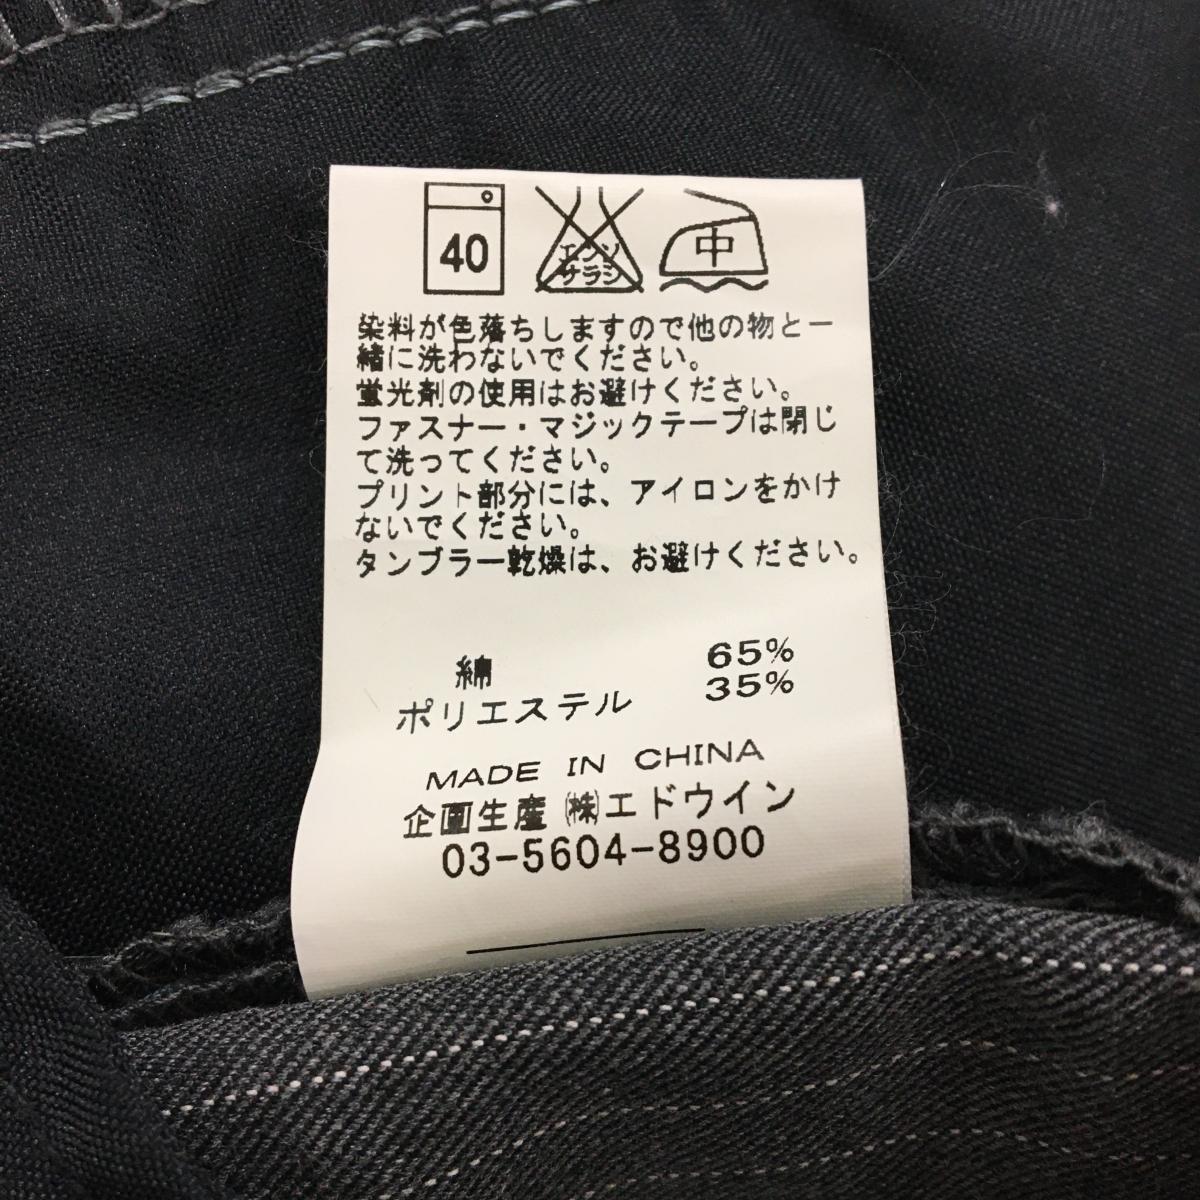 40
エンソ
サラシ
中
染料が色落ちしますので他の物と一
緒に洗わないでください。
蛍光剤の使用はお避けください。
ファスナー・マジックテープは閉じ
て洗ってください。
プリント部分には、アイロンをかけ
ないでください。
タンブラー乾燥は、お避けください。
綿 65%
ポリエステル 35%
MADE IN CHINA
企画生産 ㈱エドウイン
03-5604-8900